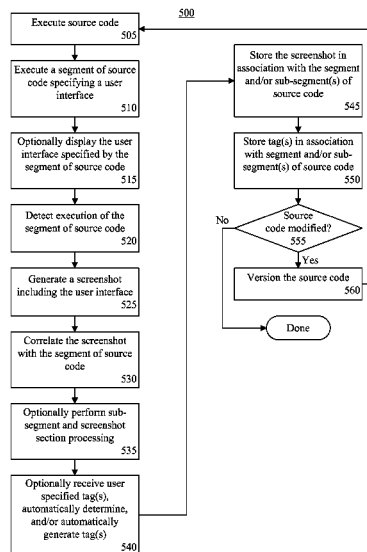 500
Execute source code
505
Execute a segment of source
code specifying a user
interface
510
Optionally display the user
interface specified by the
segment of source code
515
Detect execution of the
segment of source code
520
Generate a screenshot
including the user interface
525
Correlate the screenshot
with the segment of source
code
530
Optionally perform sub-
segment and screenshot
section processing
535
Optionally receive user
specified tag(s),
automatically determine,
and/or automatically
generate tag(s)
540
Store the screenshot in
association with the segment
and/or sub-segment(s) of
source code
545
Store tag(s) in association
with segment and/or sub-
segment(s) of source code
550
Source
code modified?
555
No
Yes
Version the source code
560
Done